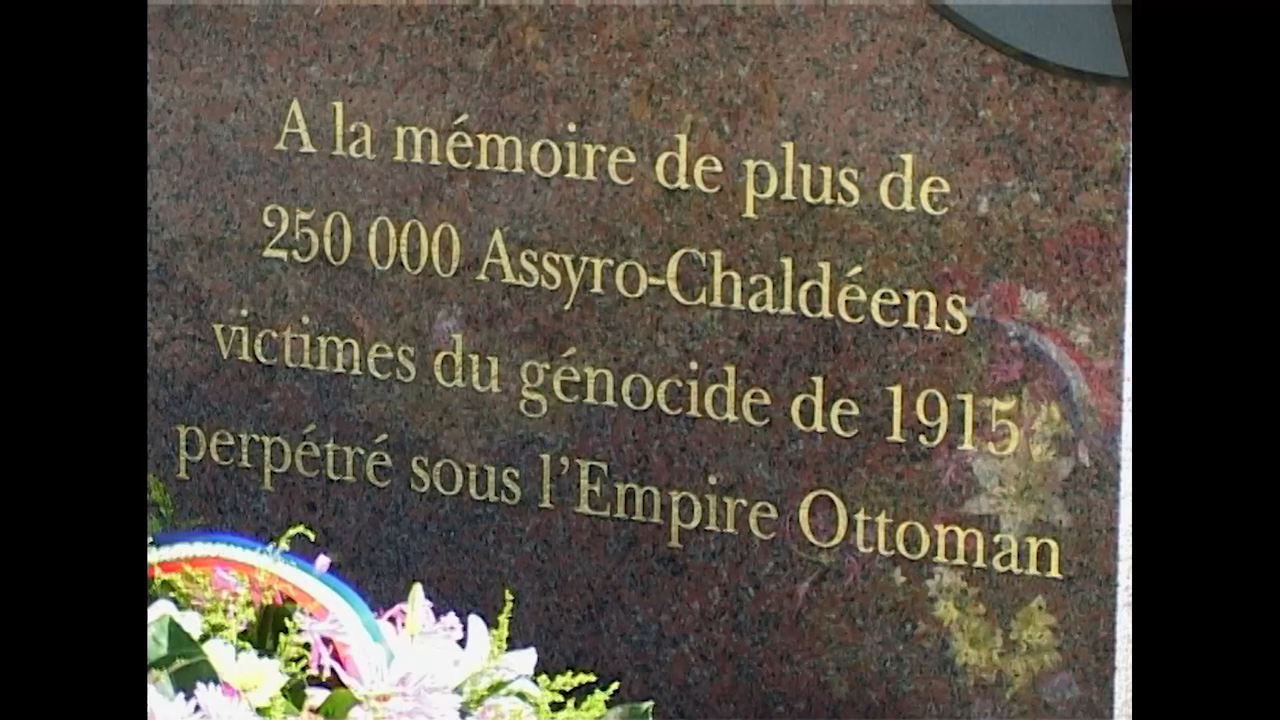 A la mémoire de plus de
250 000 Assyro-Chaldéens
victimes du génocide de 1915
perpétré sous l'Empire Ottoman